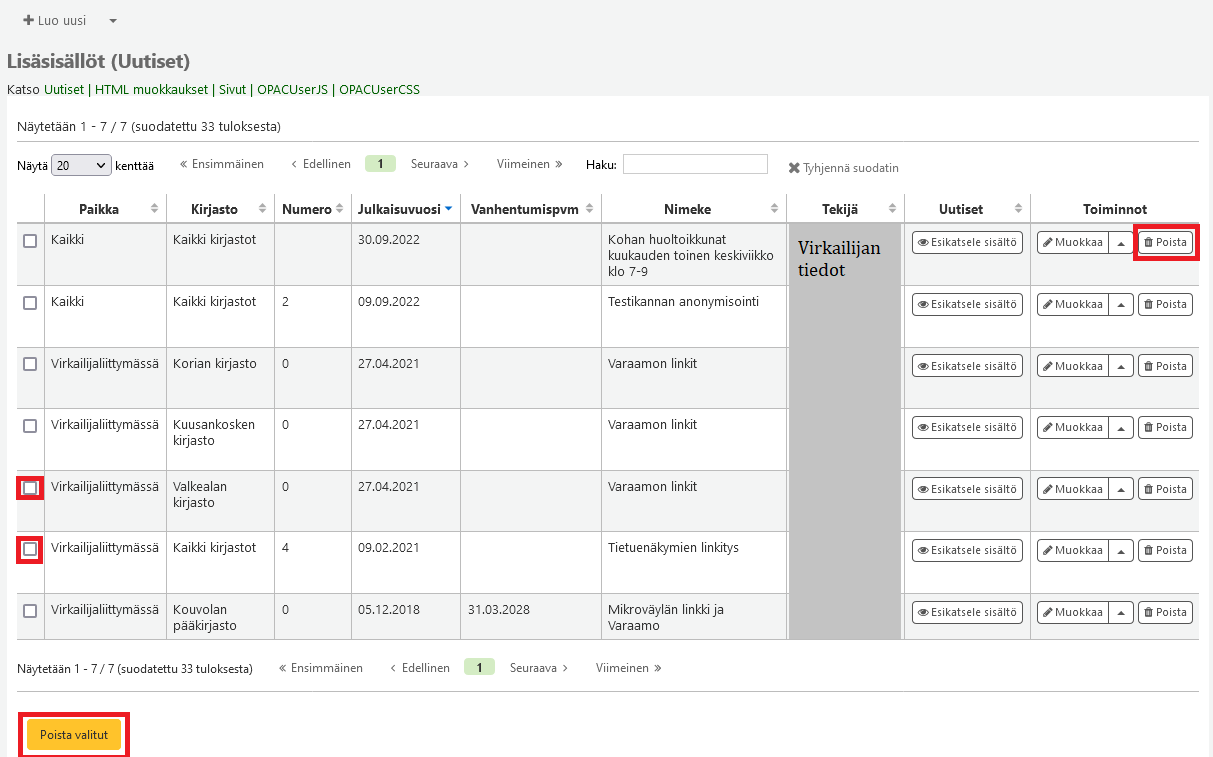 Luo uusi
Lisäsisällöt (Uutiset)
Katso Uutiset | HTML muokkaukset | Sivut | OPACUserJS | OPACUserCSS
Näytetään 1 - 7 / 7 (suodatettu 33 tuloksesta)
Näytä 20 kenttää « Ensimmäinen < Edellinen 1 Seuraava > Viimeinen » Haku: Tyhjennä suodatin
Paikka Kirjasto Numero Julkaisuvuosi Vanhentumispvm Nimeke Tekijä Uutiset Toiminnot
Kaikki Kaikki kirjastot 30.09.2022 Kohan huoltoikkunat Virkailijan Esikatsele sisältö Muokkaa Poista
kuukauden toinen keskiviikko tiedot
klo 7-9
Kaikki Kaikki kirjastot 2 09.09.2022 Testikannan anonymisointi Esikatsele sisältö Muokkaa Poista
Virkailijaliittymässä Korian kirjasto 0 27.04.2021 Varaamon linkit Esikatsele sisältö Muokkaa Poista
Virkailijaliittymässä Kuusankosken 0 27.04.2021 Varaamon linkit Esikatsele sisältö Muokkaa Poista
kirjasto
Virkailijaliittymässä Valkealan 0 27.04.2021 Varaamon linkit Esikatsele sisältö Muokkaa Poista
kirjasto
Virkailijaliittymässä Kaikki kirjastot 4 09.02.2021 Tietuenäkymien linkitys Esikatsele sisältö Muokkaa Poista
Virkailijaliittymässä Kouvolan 0 05.12.2018 31.03.2028 Mikroväylän linkki ja Esikatsele sisältö Muokkaa Poista
pääkirjasto Varaamo
Näytetään 1 - 7 / 7 (suodatettu 33 tuloksesta) « Ensimmäinen < Edellinen 1 Seuraava > Viimeinen »
Poista valitut